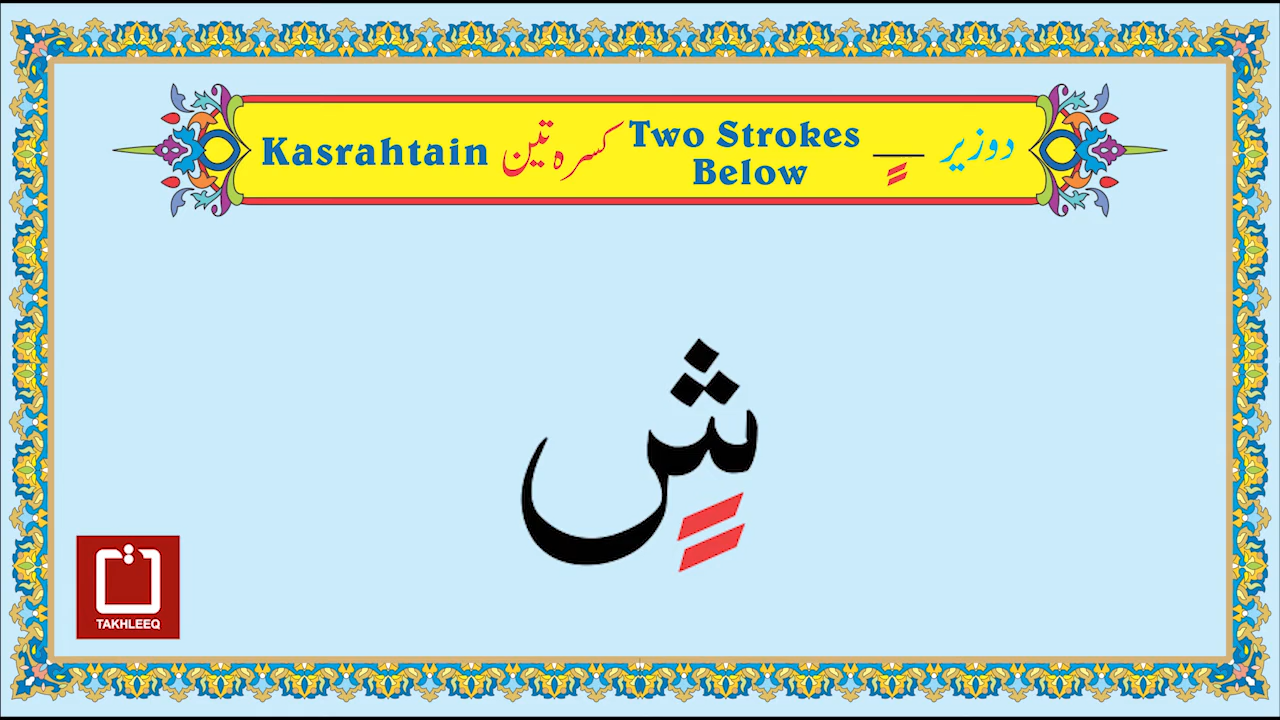 Kasrahtain کسرہ تین Two Strokes Below ـٍ دو زیر
شٍ
TAKHLEEQ